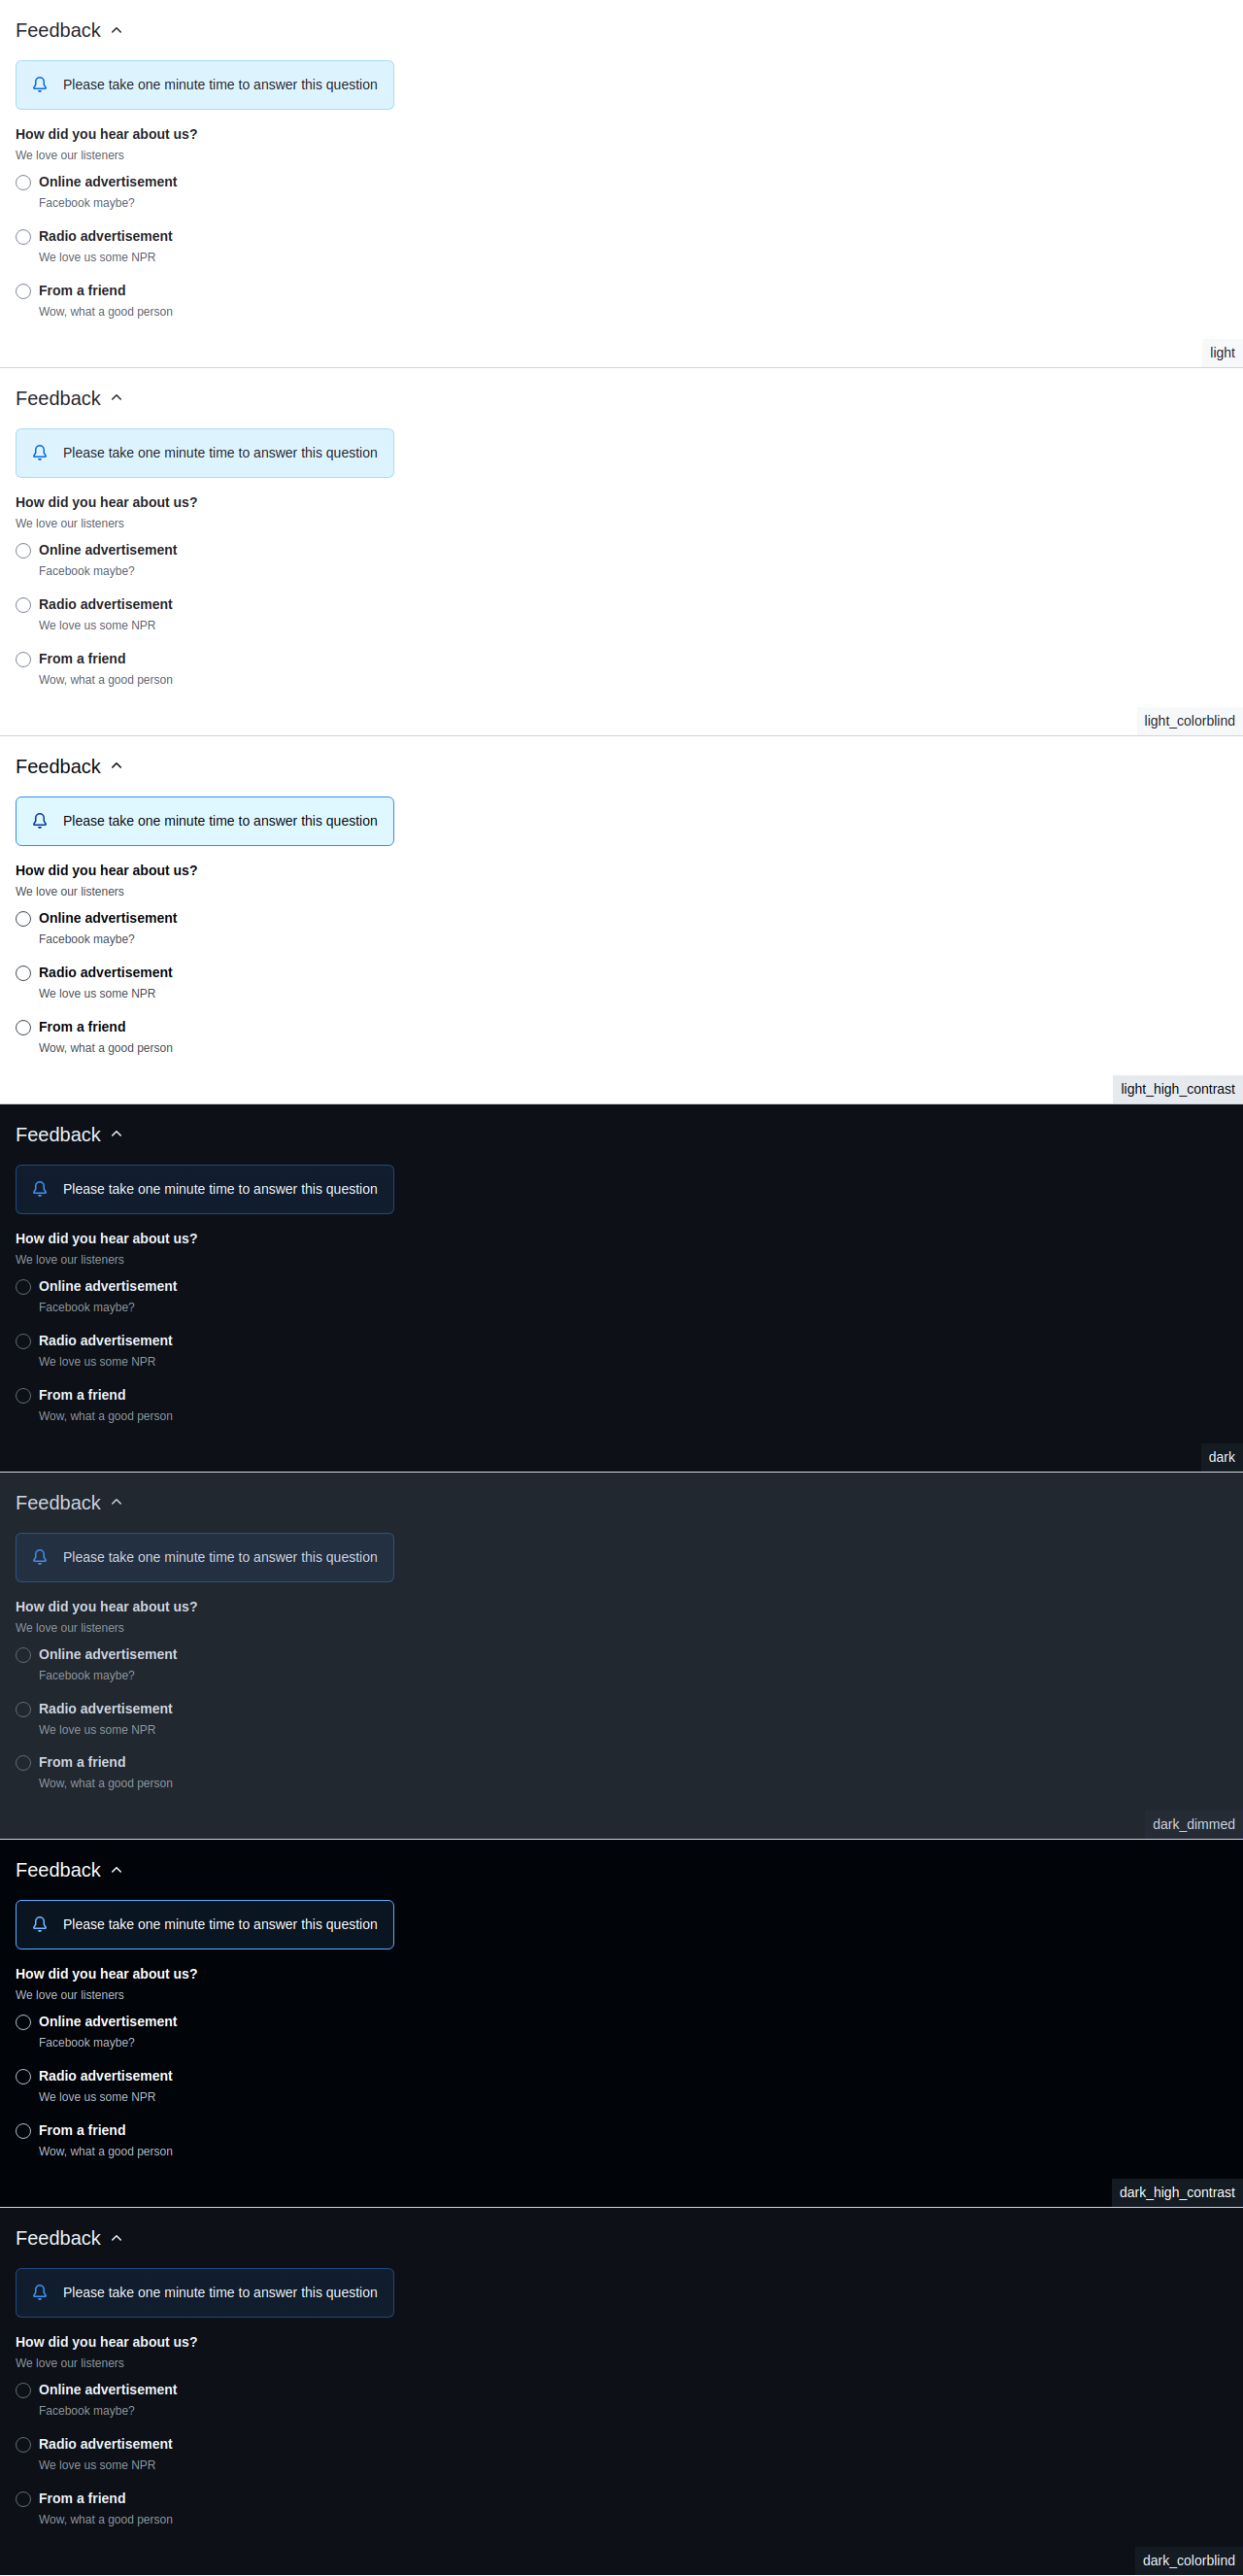 Feedback
Please take one minute time to answer this question
How did you hear about us?
We love our listeners
Online advertisement
Facebook maybe?
Radio advertisement
We love us some NPR
From a friend
Wow, what a good person
light
Feedback
Please take one minute time to answer this question
How did you hear about us?
We love our listeners
Online advertisement
Facebook maybe?
Radio advertisement
We love us some NPR
From a friend
Wow, what a good person
light_colorblind
Feedback
Please take one minute time to answer this question
How did you hear about us?
We love our listeners
Online advertisement
Facebook maybe?
Radio advertisement
We love us some NPR
From a friend
Wow, what a good person
light_high_contrast
Feedback
Please take one minute time to answer this question
How did you hear about us?
We love our listeners
Online advertisement
Facebook maybe?
Radio advertisement
We love us some NPR
From a friend
Wow, what a good person
dark
Feedback
Please take one minute time to answer this question
How did you hear about us?
We love our listeners
Online advertisement
Facebook maybe?
Radio advertisement
We love us some NPR
From a friend
Wow, what a good person
dark_dimmed
Feedback
Please take one minute time to answer this question
How did you hear about us?
We love our listeners
Online advertisement
Facebook maybe?
Radio advertisement
We love us some NPR
From a friend
Wow, what a good person
dark_high_contrast
Feedback
Please take one minute time to answer this question
How did you hear about us?
We love our listeners
Online advertisement
Facebook maybe?
Radio advertisement
We love us some NPR
From a friend
Wow, what a good person
dark_colorblind